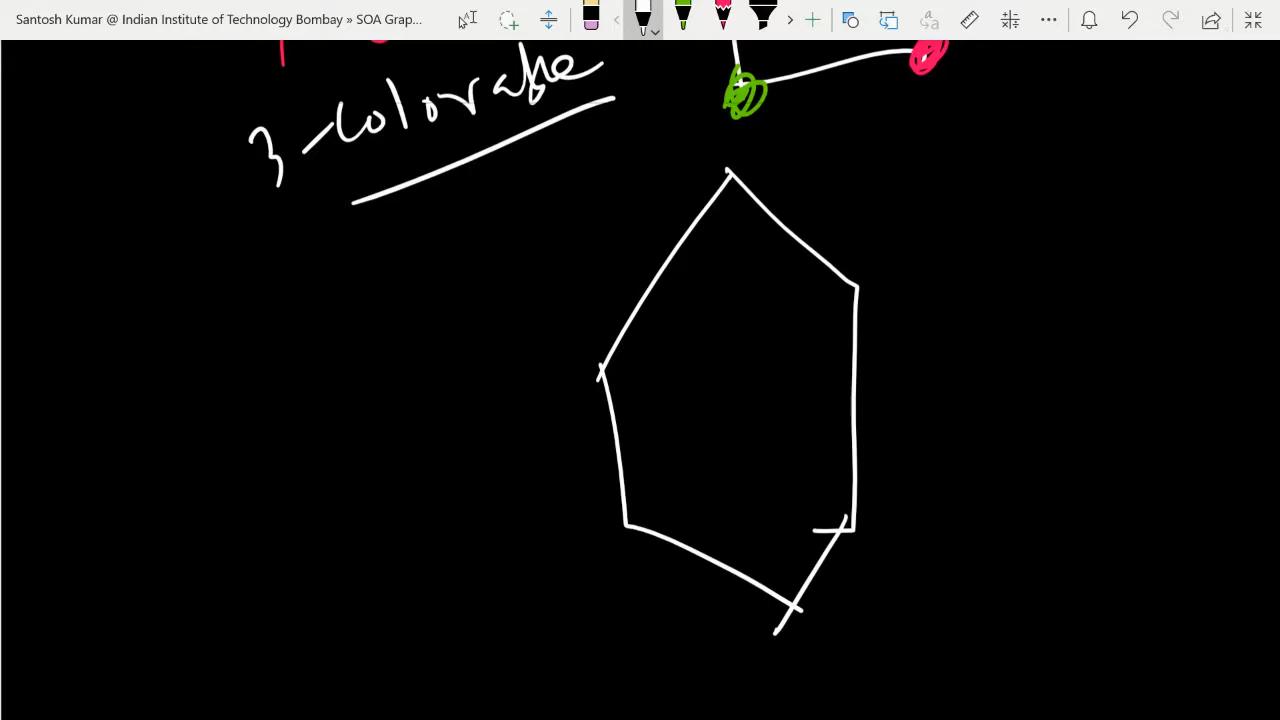 Santosh Kumar @ Indian Institute of Technology Bombay » SOA Grap...
3-colorable